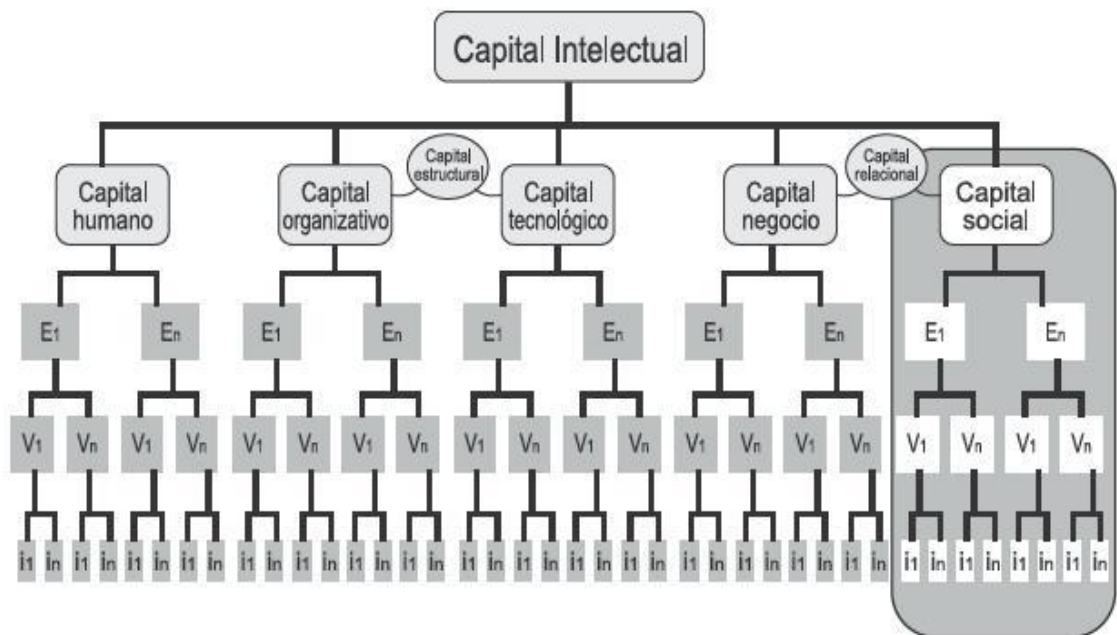 Capital Intelectual
Capital
estructural
Capital
relacional
Capital
humano
Capital
organizativo
Capital
tecnológico
Capital
negocio
Capital
social
E1 En E1 En E1 En E1 En E1 En
V1 Vn V1 Vn V1 Vn V1 Vn V1 Vn V1 Vn V1 Vn V1 Vn V1 Vn V1 Vn
i1 in i1 in i1 in i1 in i1 in i1 in i1 in i1 in i1 in i1 in i1 in i1 in i1 in i1 in i1 in i1 in i1 in i1 in i1 in i1 in